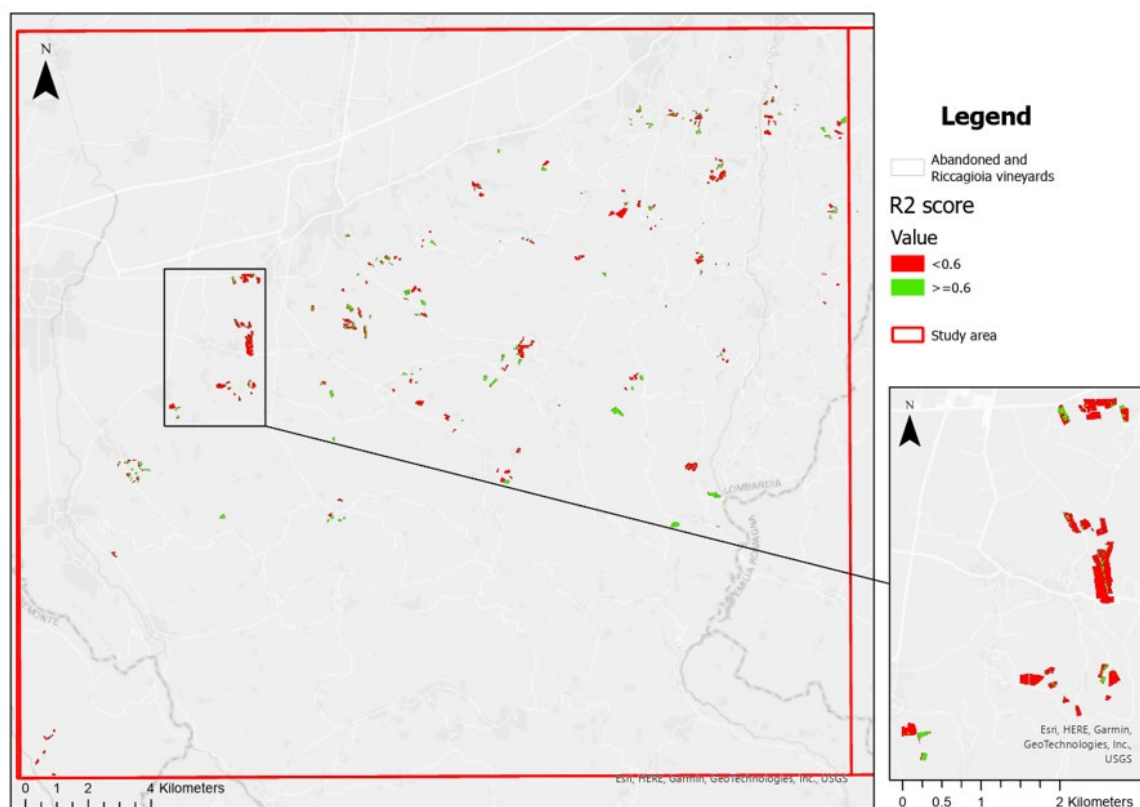 N
LOMBARDIA
EMILIA ROMAGNA
Esri, HERE, Garmin, GeoTechnologies, Inc., USGS
0 1 2 4 Kilometers
Legend
Abandoned and
Riccagioia vineyards
R2 score
Value
<0.6
>=0.6
Study area
N
Esri, HERE, Garmin,
GeoTechnologies, Inc.,
USGS
0 0.5 1 2 Kilometers